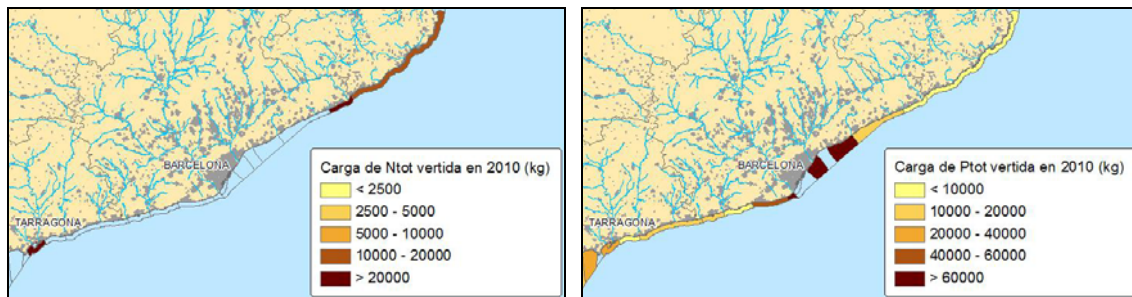 BARCELONA
TARRAGONA
Carga de Ntot vertida en 2010 (kg)
< 2500
2500 - 5000
5000 - 10000
10000 - 20000
> 20000
BARCELONA
TARRAGONA
Carga de Ptot vertida en 2010 (kg)
< 10000
10000 - 20000
20000 - 40000
40000 - 60000
> 60000